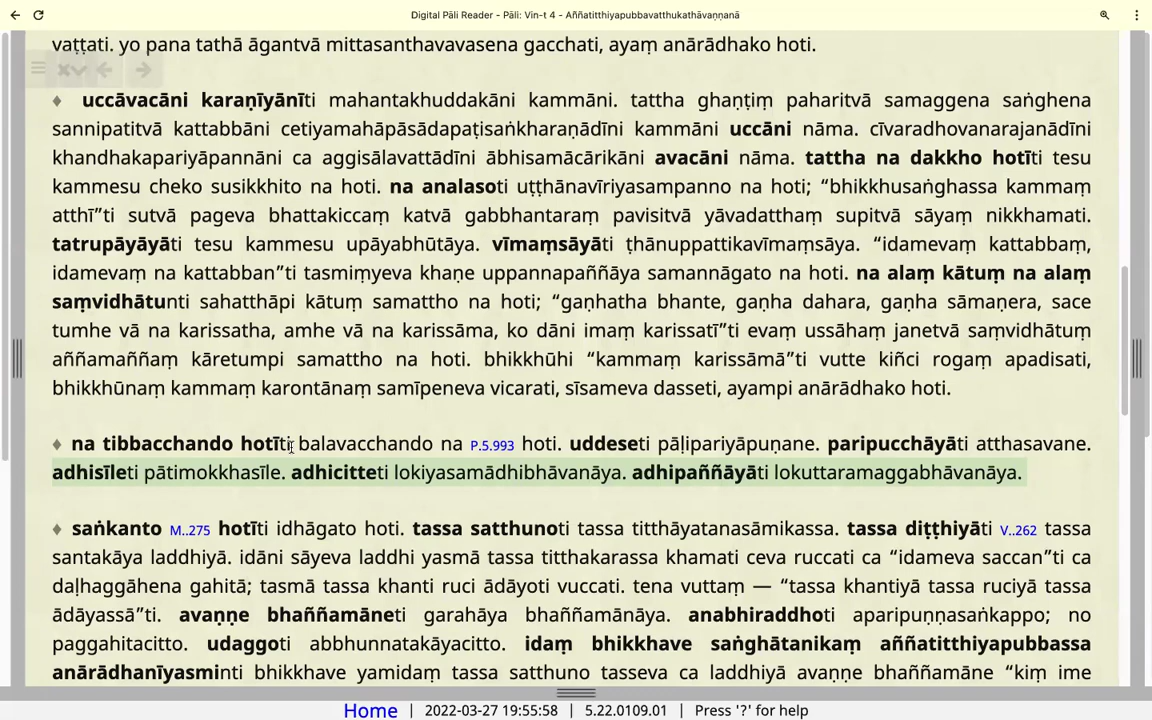 Digital Pāli Reader - Pāli: Vin-t 4 - Aññatitthiyapubbavatthukathāvaṇṇanā
vaṭṭati. yo pana tathā āgantvā mittasanthavavasena gacchati, ayaṃ anārādhako hoti.
♦ uccāvacāni karaṇīyānīti mahantakhuddakāni kammāni. tattha ghaṇṭiṃ paharitvā samaggena saṅghena
sannipatitvā kattabbāni cetiyamahāpāsādapaṭisaṅkharaṇādīni kammāni uccāni nāma. cīvaradhovanarajanādīni
khandhakapariyāpannāni ca aggisālavattādīni ābhisamācārikāni avacāni nāma. tattha na dakkho hotīti tesu
kammesu cheko susikkhito na hoti. na analasoti uṭṭhānavīriyasampanno na hoti; “bhikkhusaṅghassa kammaṃ
atthī”ti sutvā pageva bhattakiccaṃ katvā gabbhantaraṃ pavisitvā yāvadatthaṃ supitvā sāyaṃ nikkhamati.
tatrupāyāyāti tesu kammesu upāyabhūtāya. vīmaṃsāyāti ṭhānuppattikavīmaṃsāya. “idamevaṃ kattabbaṃ,
idamevaṃ na kattabban”ti tasmiṃyeva khaṇe uppannapaññāya samannāgato na hoti. na alaṃ kātuṃ na alaṃ
saṃvidhātunti sahatthāpi kātuṃ samattho na hoti; “gaṇhatha bhante, gaṇha dahara, gaṇha sāmaṇera, sace
tumhe vā na karissatha, amhe vā na karissāma, ko dāni imaṃ karissatī”ti evaṃ ussāhaṃ janetvā saṃvidhātuṃ
aññamaññaṃ kāretumpi samattho na hoti. bhikkhūhi “kammaṃ karissāmā”ti vutte kiñci rogaṃ apadisati,
bhikkhūnaṃ kammaṃ karontānaṃ samīpeneva vicarati, sīsameva dasseti, ayampi anārādhako hoti.
♦ na tibbacchando hotīti balavacchando na P.5.993 hoti. uddeseti pāḷipariyāpuṇane. paripucchāyāti atthasavane.
adhisīleti pātimokkhasīle. adhicitteti lokiyasamādhibhāvanāya. adhipaññāyāti lokuttaramaggabhāvanāya.
♦ saṅkanto M..275 hotīti idhāgato hoti. tassa satthunoti tassa titthāyatanasāmikassa. tassa diṭṭhiyāti V..262 tassa
santakāya laddhiyā. idāni sāyeva laddhi yasmā tassa titthakarassa khamati ceva ruccati ca “idameva saccan”ti ca
daḷhaggāhena gahitā; tasmā tassa khanti ruci ādāyoti vuccati. tena vuttaṃ — “tassa khantiyā tassa ruciyā tassa
ādāyassā”ti. avaṇṇe bhaññamāneti garahāya bhaññamānāya. anabhiraddhoti aparipuṇṇasaṅkappo; no
paggahitacitto. udaggoti abbhunnatakāyacitto. idaṃ bhikkhave saṅghātanikaṃ aññatitthiyapubbassa
anārādhanīyasminti bhikkhave yamidaṃ tassa satthuno tasseva ca laddhiyā avaṇṇe bhaññamāne “kiṃ ime
Home | 2022-03-27 19:55:58 | 5.22.0109.01 | Press '?' for help